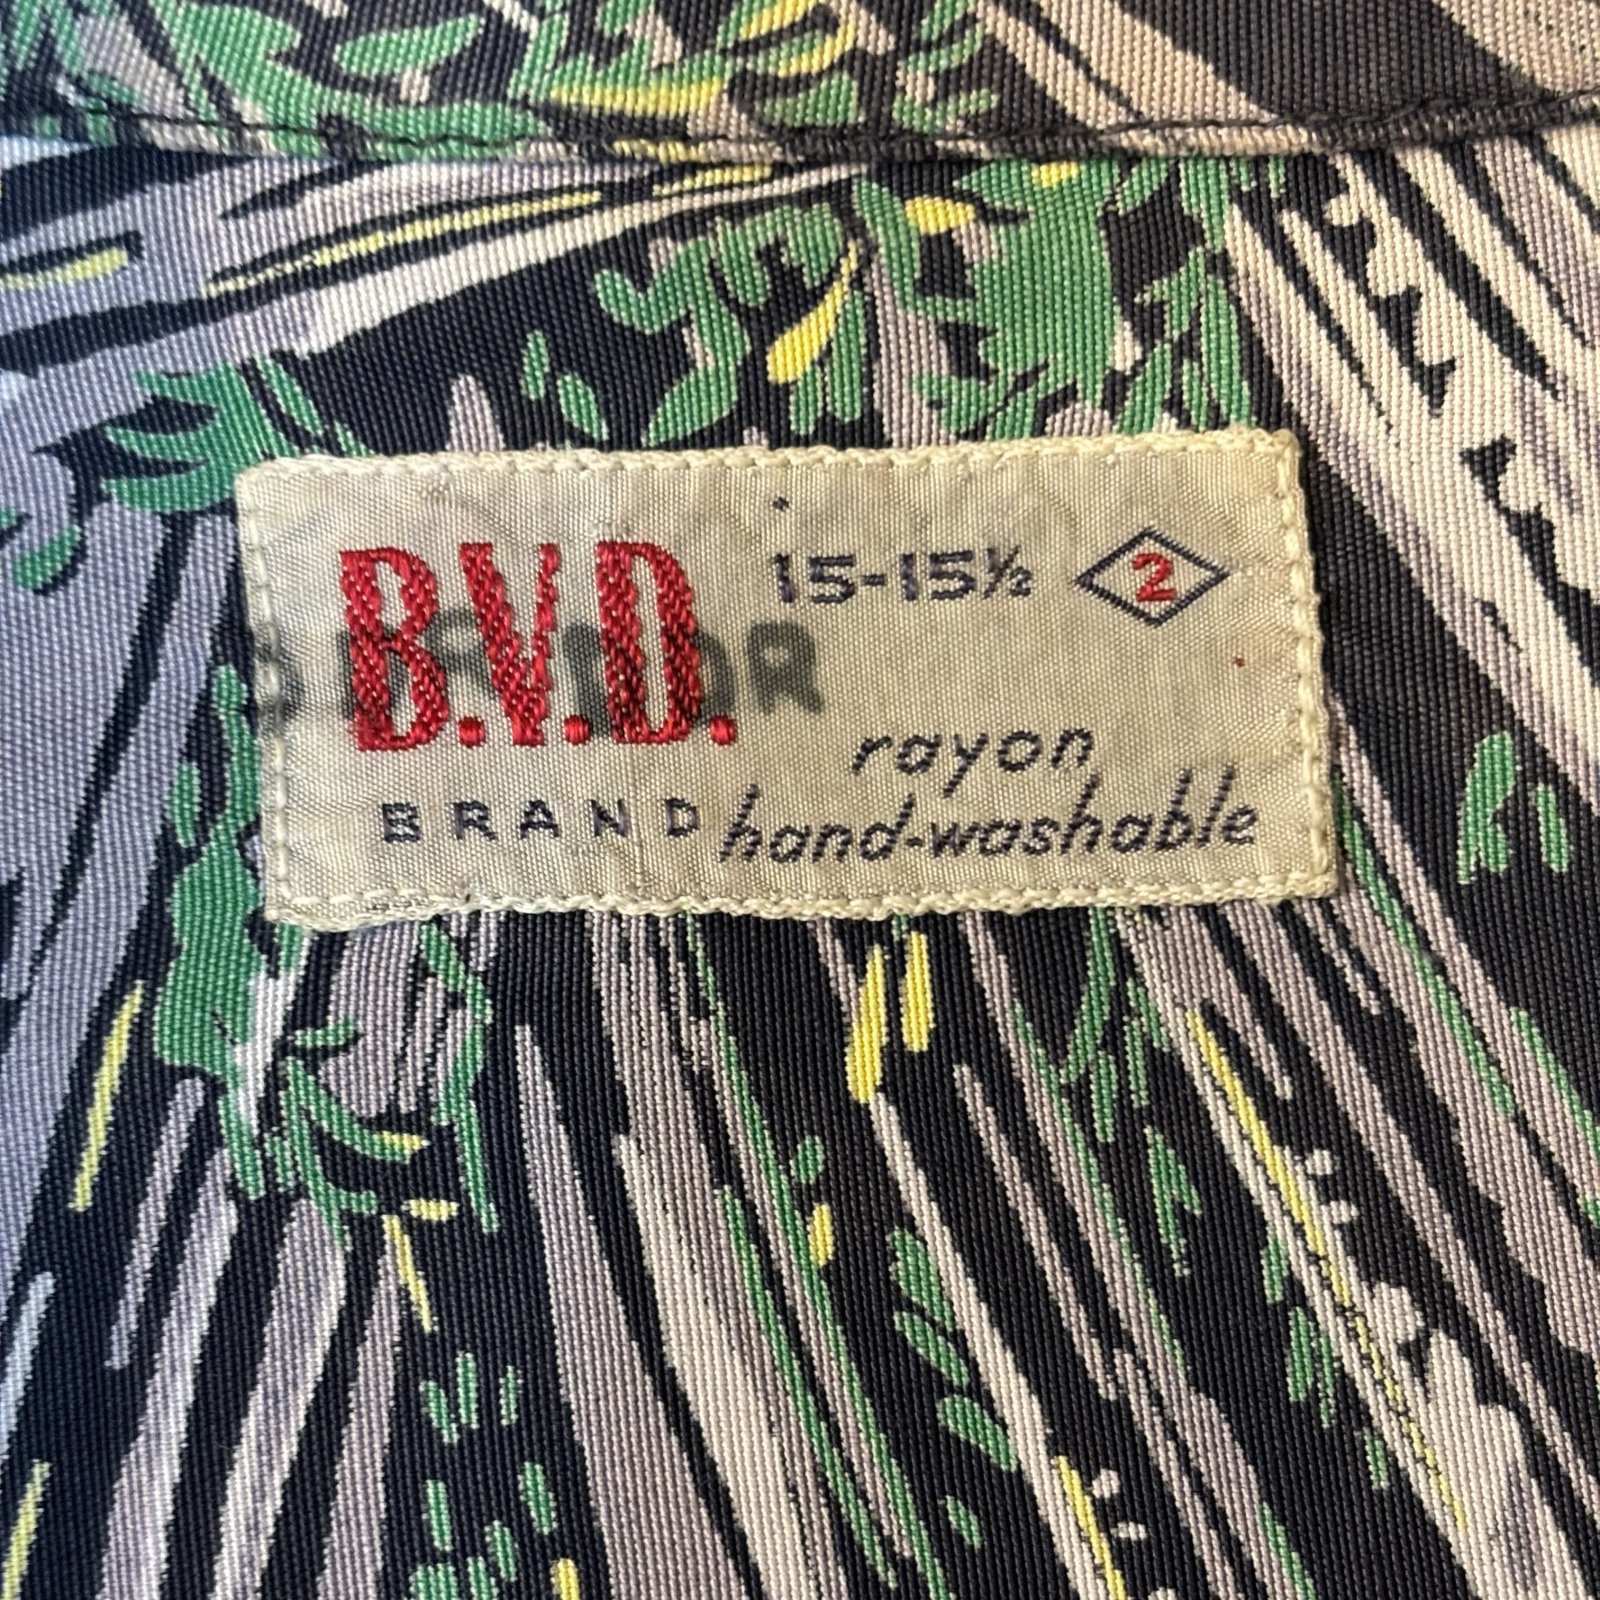 B.V.D. 15-15½ 2
rayon
BRAND hand-washable